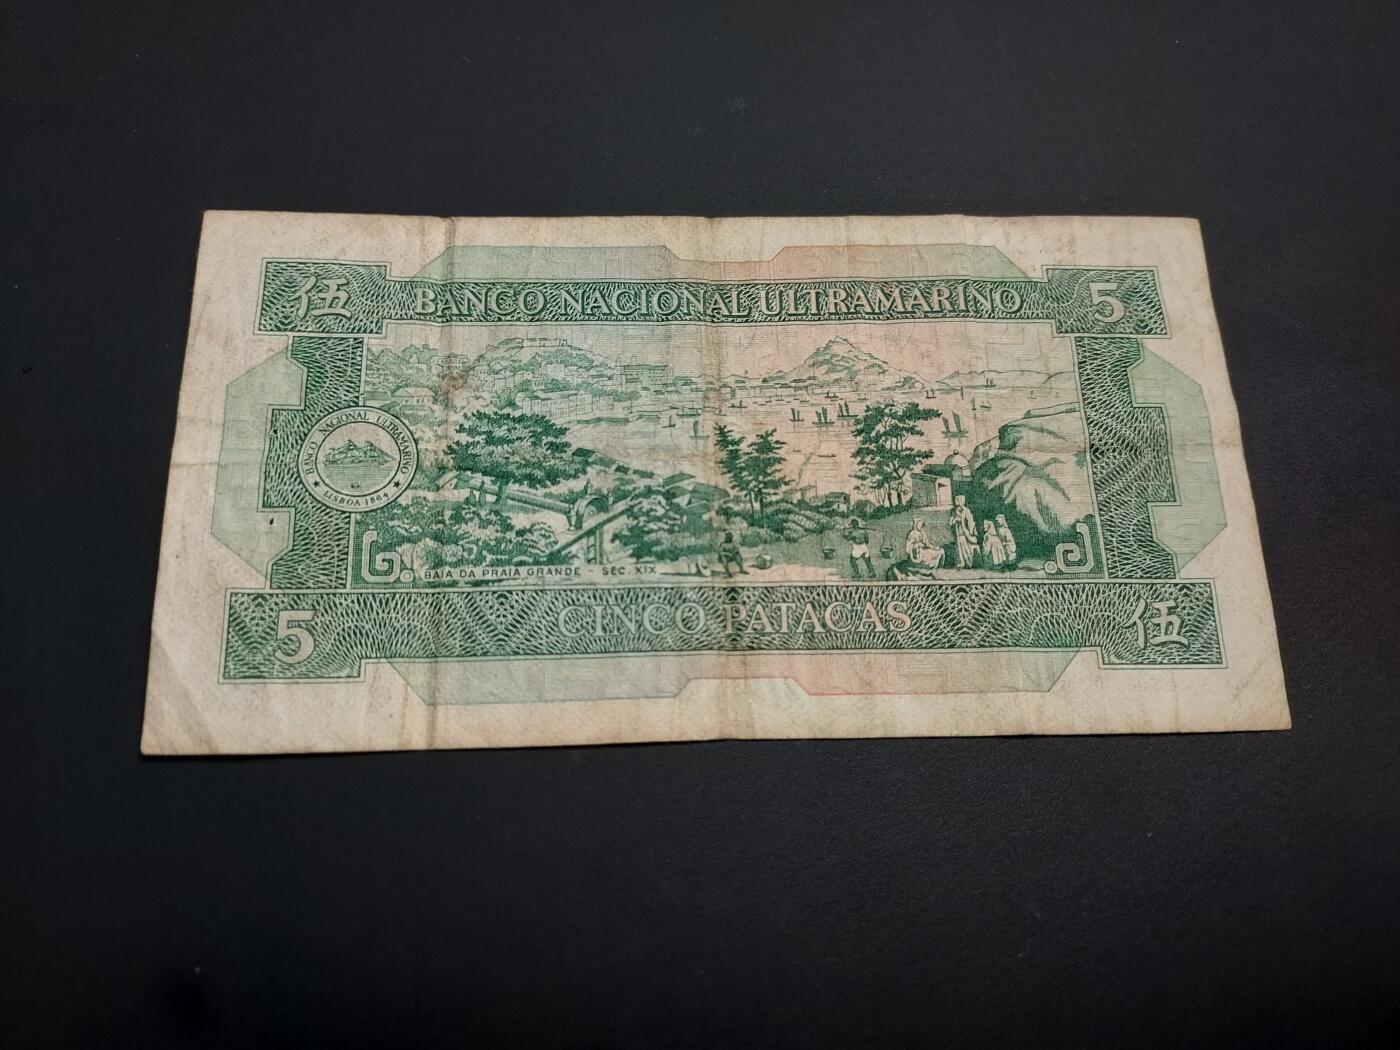 伍 BANCO NACIONAL ULTRAMARINO 5
BANCO NACIONAL ULTRAMARINO
LISBOA 1864
BAIA DA PRAIA GRANDE - SÉC. XIX
5 CINCO PATACAS 伍